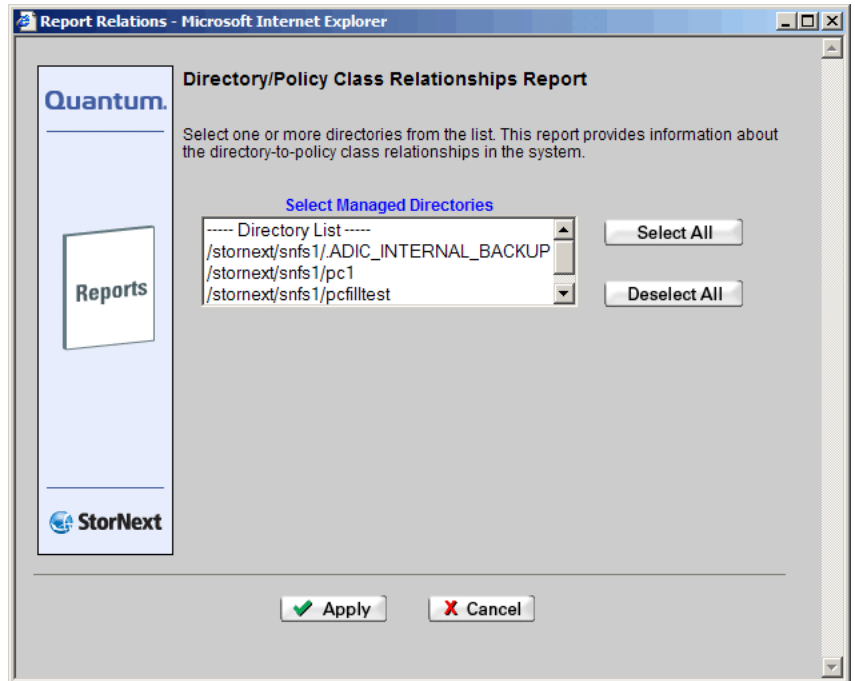 Report Relations - Microsoft Internet Explorer
Quantum.
Directory/Policy Class Relationships Report
Select one or more directories from the list. This report provides information about
the directory-to-policy class relationships in the system.
Select Managed Directories
----- Directory List -----
/stornext/snfs1/.ADIC_INTERNAL_BACKUP
/stornext/snfs1/pc1
/stornext/snfs1/pcfilltest
Select All
Deselect All
Reports
StorNext
Apply
Cancel